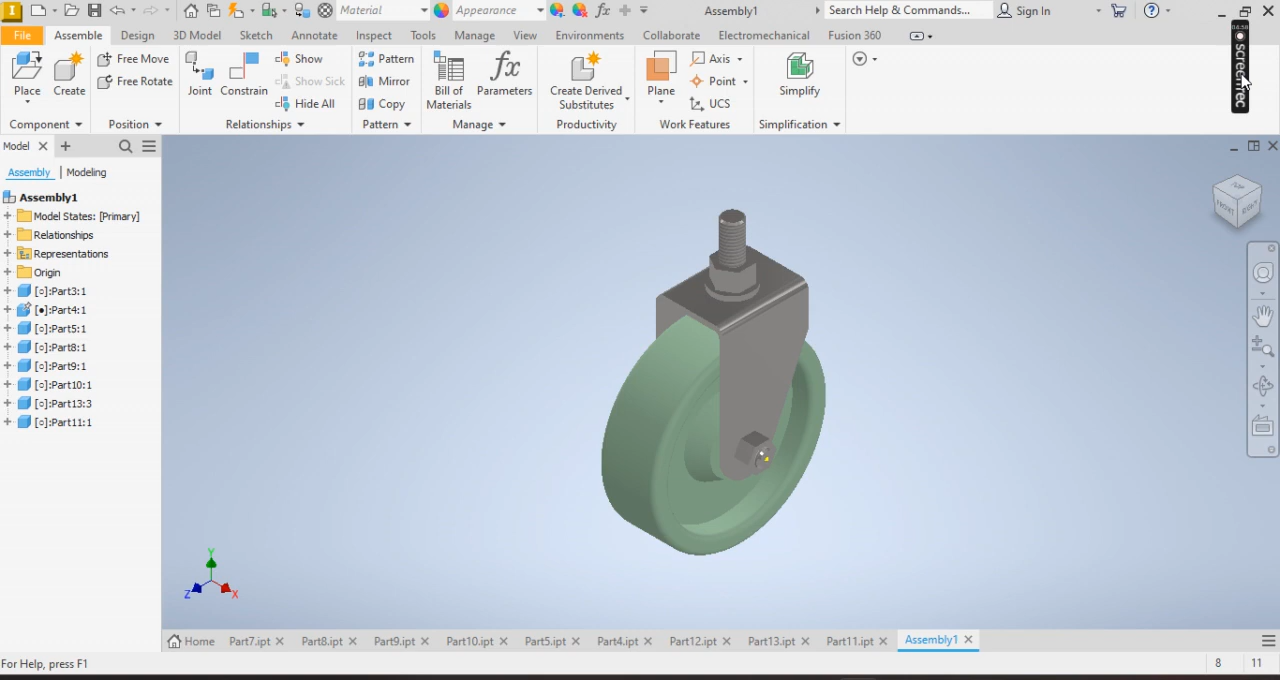 Material
Appearance
Assembly1
Search Help & Commands...
Sign In
File
Assemble
Design
3D Model
Sketch
Annotate
Inspect
Tools
Manage
View
Environments
Collaborate
Electromechanical
Fusion 360
Place
Create
Free Move
Free Rotate
Joint
Constrain
Show
Show Sick
Hide All
Pattern
Mirror
Copy
Bill of
Materials
Parameters
Create Derived
Substitutes
Plane
Axis
Point
UCS
Simplify
Component
Position
Relationships
Pattern
Manage
Productivity
Work Features
Simplification
Model
Assembly
Modeling
Assembly1
Model States: [Primary]
Relationships
Representations
Origin
[○]:Part3:1
[●]:Part4:1
[○]:Part5:1
[○]:Part8:1
[○]:Part9:1
[○]:Part10:1
[○]:Part13:3
[○]:Part11:1
FRONT
Y
Z
X
Home
Part7.ipt
Part8.ipt
Part9.ipt
Part10.ipt
Part5.ipt
Part4.ipt
Part12.ipt
Part13.ipt
Part11.ipt
Assembly1
For Help, press F1
8
11